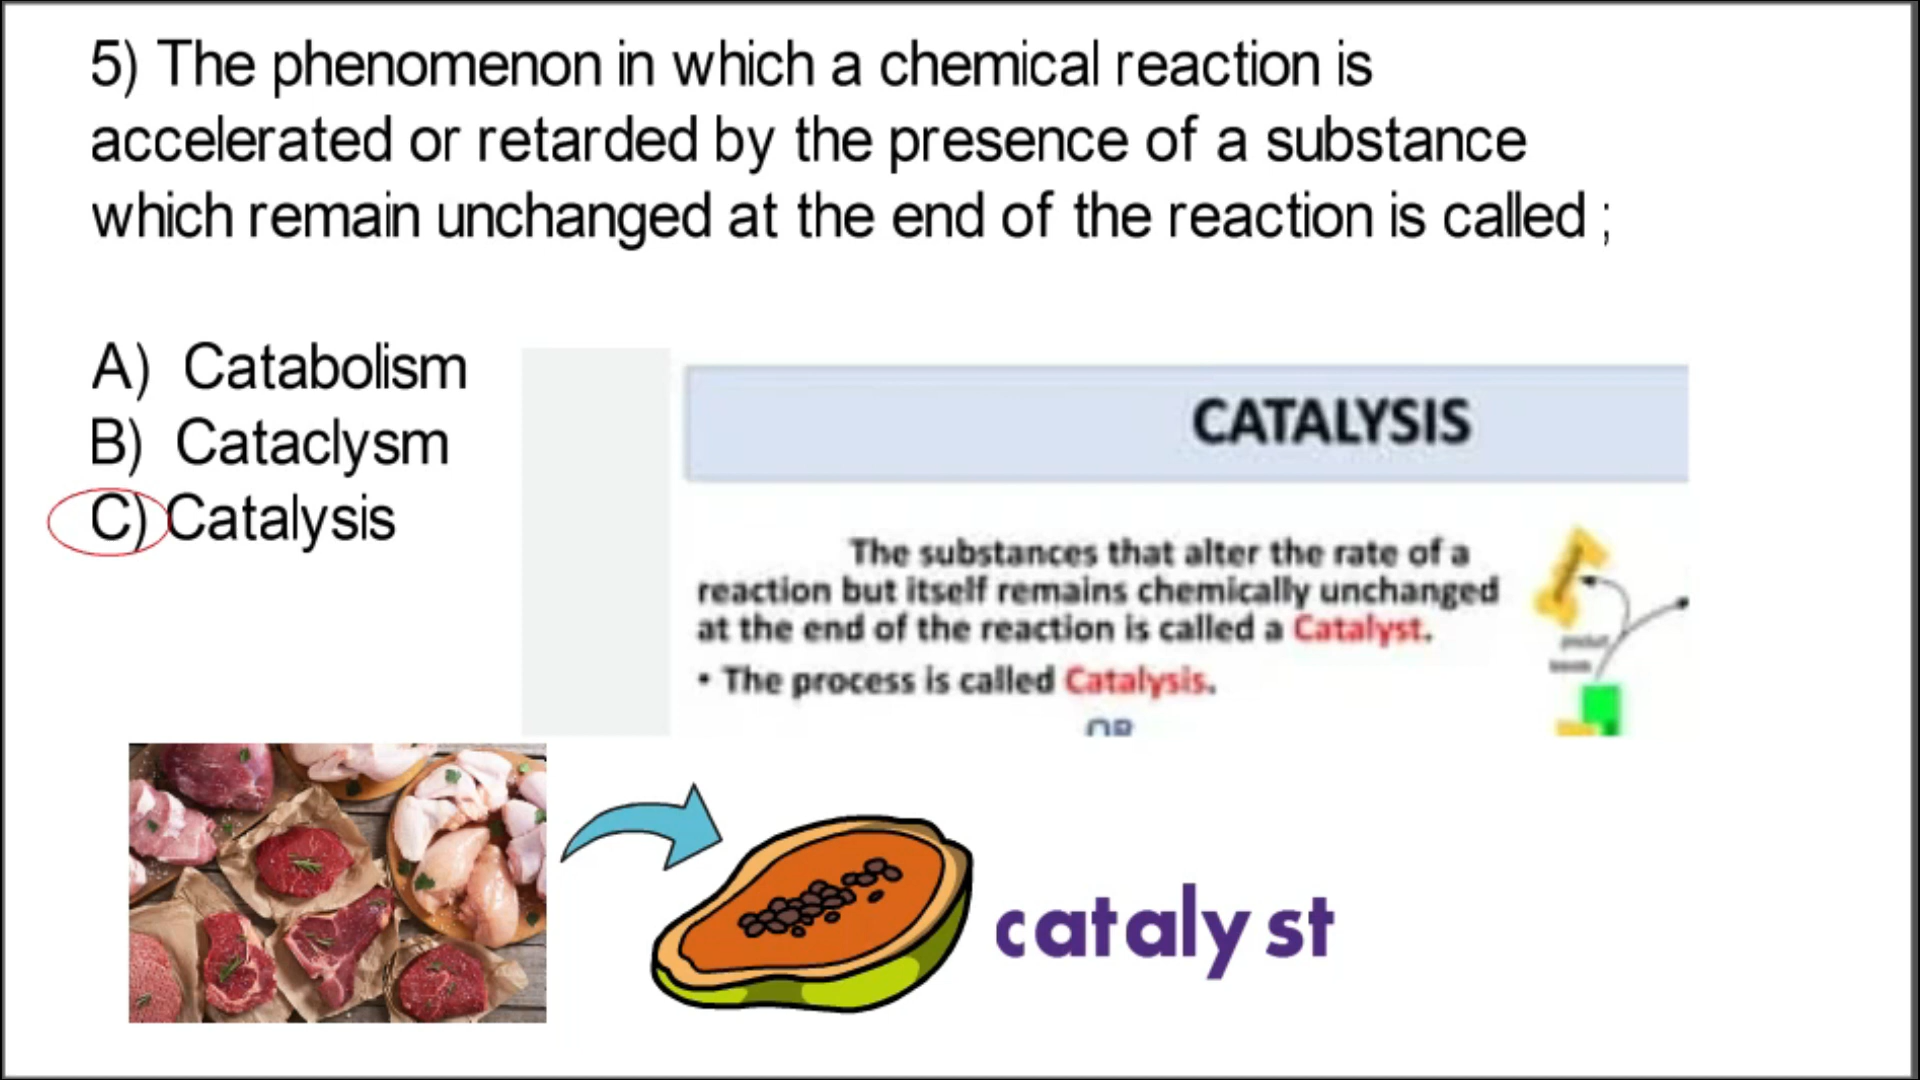 5) The phenomenon in which a chemical reaction is
accelerated or retarded by the presence of a substance
which remain unchanged at the end of the reaction is called ;
A) Catabolism
B) Cataclysm
C) Catalysis
CATALYSIS
The substances that alter the rate of a
reaction but itself remains chemically unchanged
at the end of the reaction is called a Catalyst.
• The process is called Catalysis.
OR
cataly st